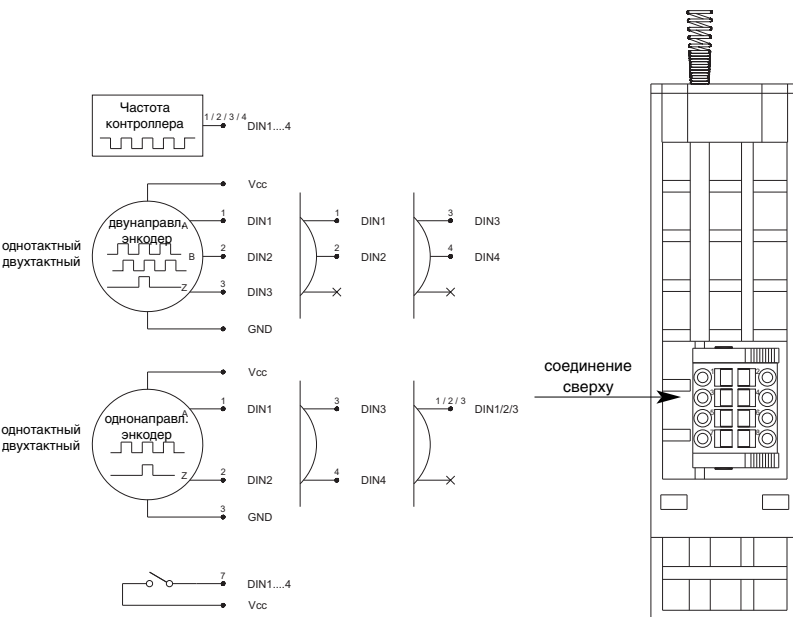 Частота
контроллера
1 / 2 / 3 / 4
DIN1....4
Vcc
двунаправл.
энкодер
A
B
Z
1
DIN1
2
DIN2
3
DIN3
GND
1
DIN1
2
DIN2
3
DIN3
4
DIN4
однотактный
двухтактный
Vcc
однонаправл.
энкодер
A
Z
1
DIN1
2
DIN2
3
GND
3
DIN3
4
DIN4
1 / 2 / 3
DIN1/2/3
однотактный
двухтактный
7
DIN1....4
Vcc
соединение
сверху